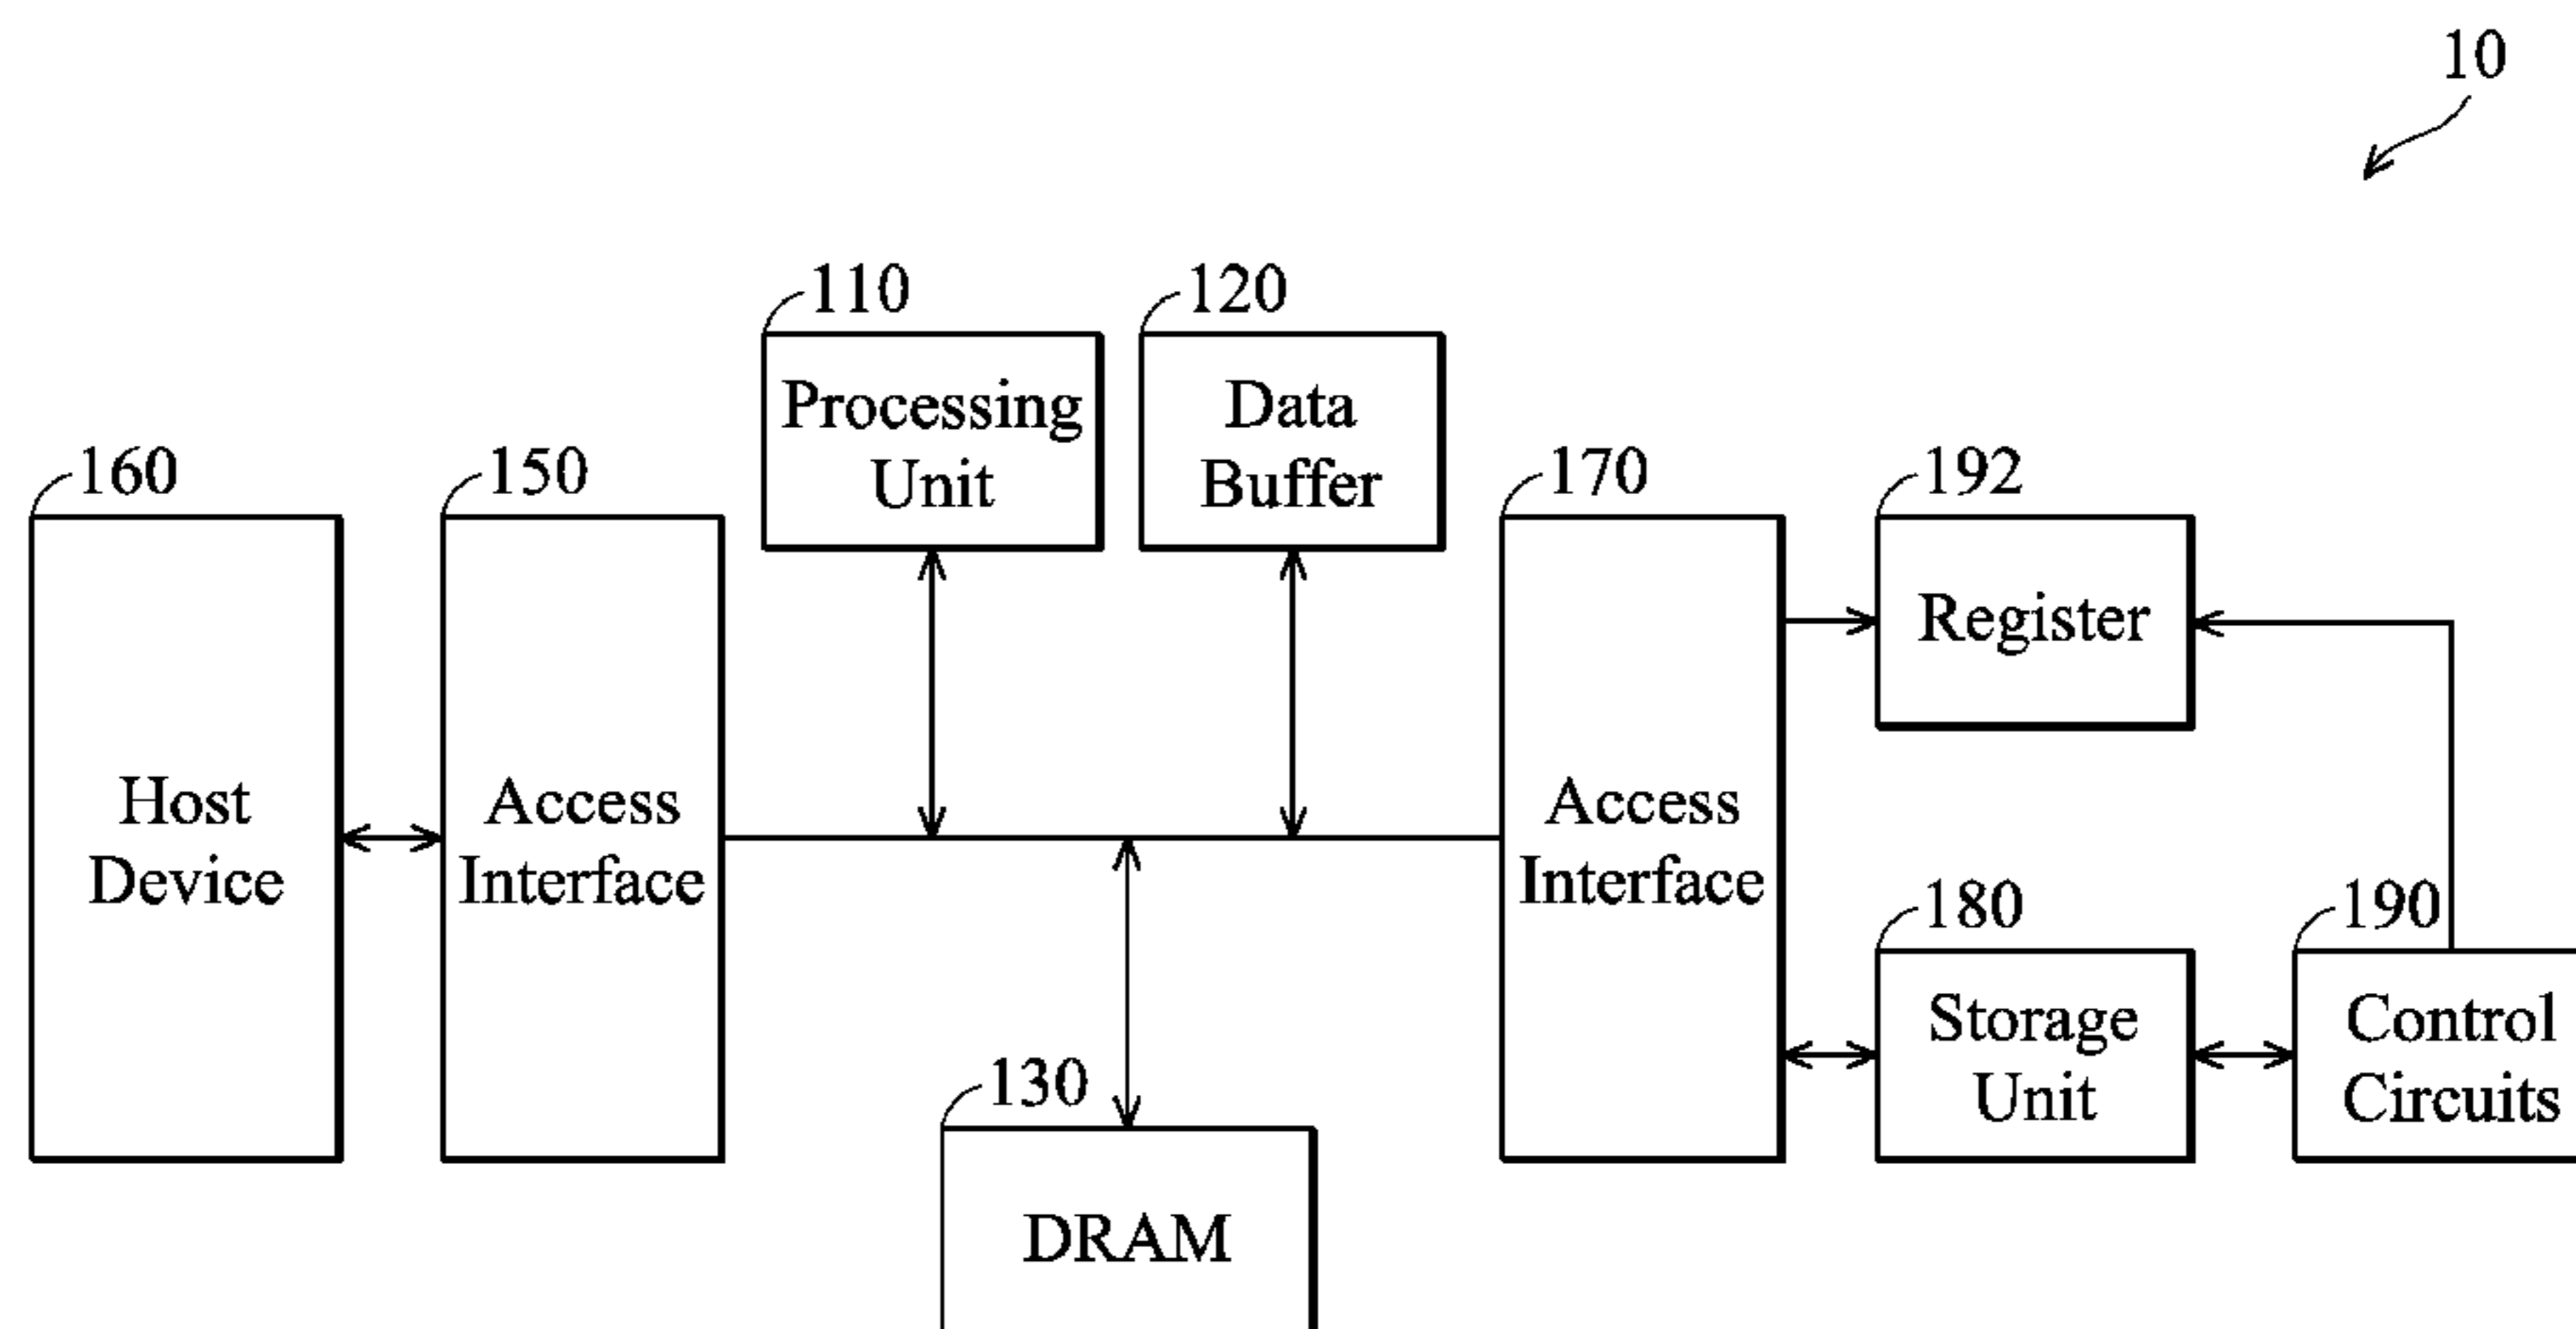 10
110
Processing
Unit
120
Data
Buffer
160
Host
Device
150
Access
Interface
170
Access
Interface
192
Register
180
Storage
Unit
190
Control
Circuits
130
DRAM